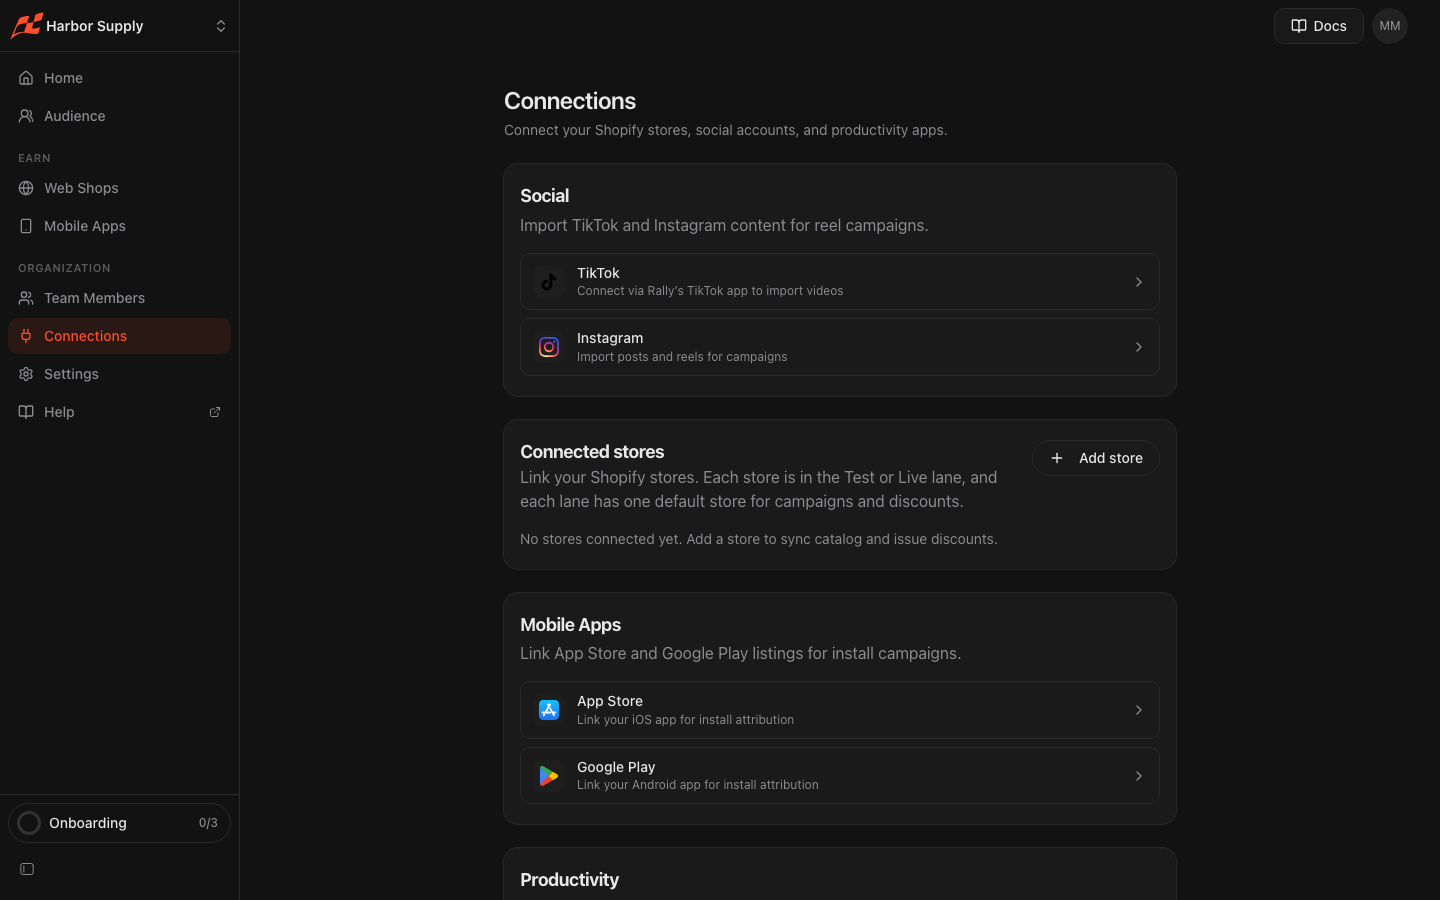 Harbor Supply
Docs
MM
Home
Audience
EARN
Web Shops
Mobile Apps
ORGANIZATION
Team Members
Connections
Settings
Help
Onboarding
0/3
Connections
Connect your Shopify stores, social accounts, and productivity apps.
Social
Import TikTok and Instagram content for reel campaigns.
TikTok
Connect via Rally's TikTok app to import videos
Instagram
Import posts and reels for campaigns
Connected stores
Add store
Link your Shopify stores. Each store is in the Test or Live lane, and
each lane has one default store for campaigns and discounts.
No stores connected yet. Add a store to sync catalog and issue discounts.
Mobile Apps
Link App Store and Google Play listings for install campaigns.
App Store
Link your iOS app for install attribution
Google Play
Link your Android app for install attribution
Productivity